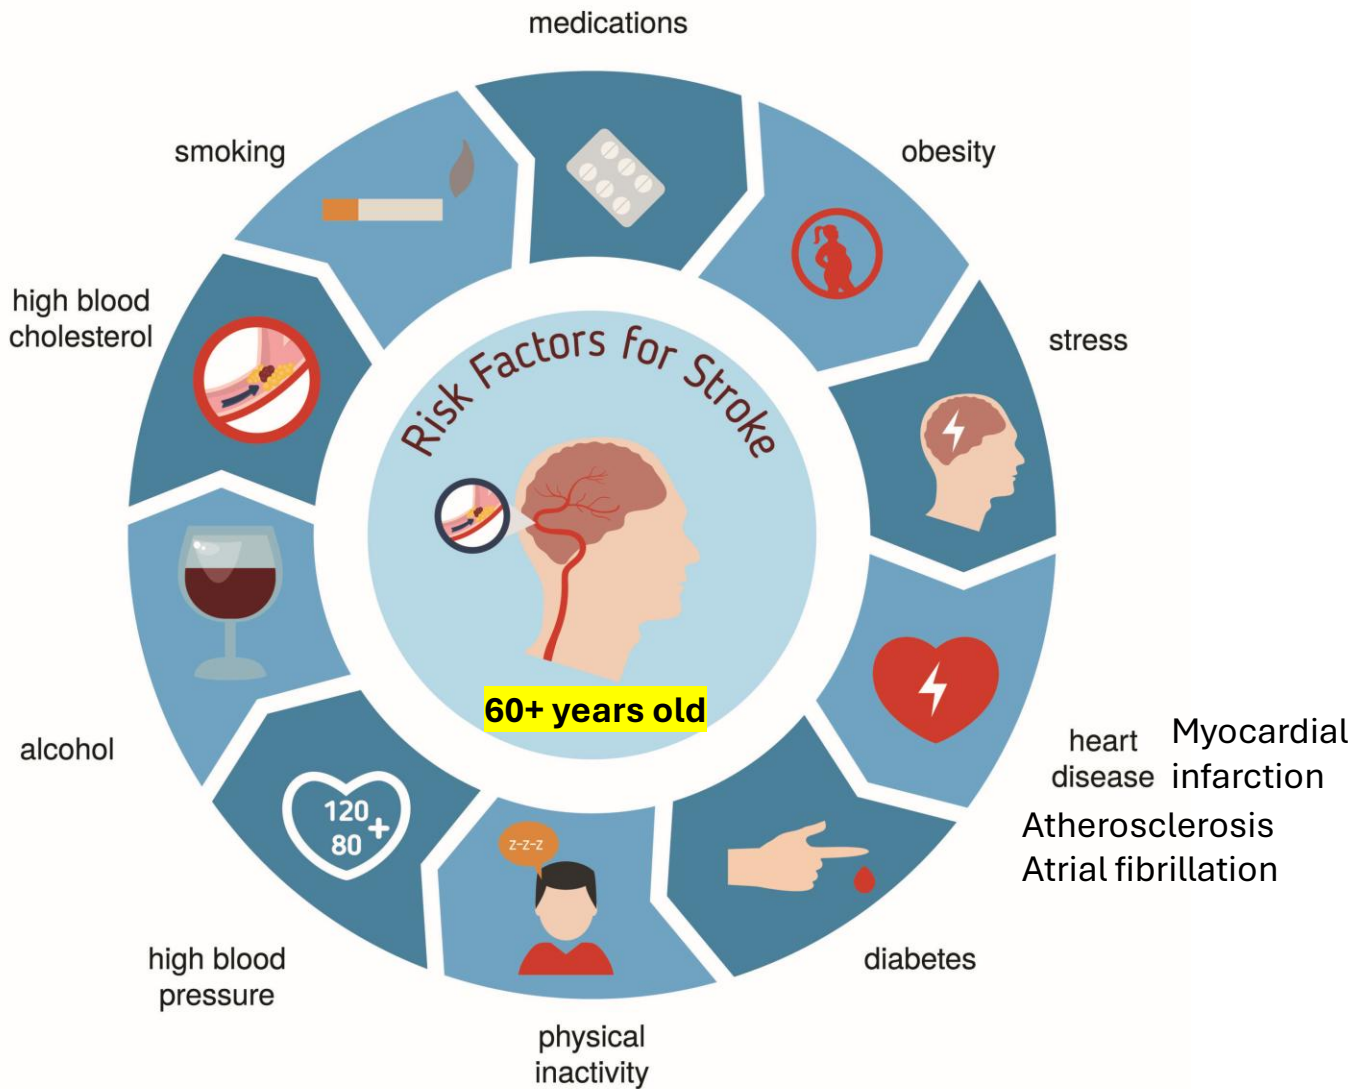 medications
smoking
obesity
high blood
cholesterol
stress
Risk Factors for Stroke
60+ years old
alcohol
heart
disease
Myocardial
infarction
Atherosclerosis
Atrial fibrillation
120
80 +
z-z-z
high blood
pressure
diabetes
physical
inactivity